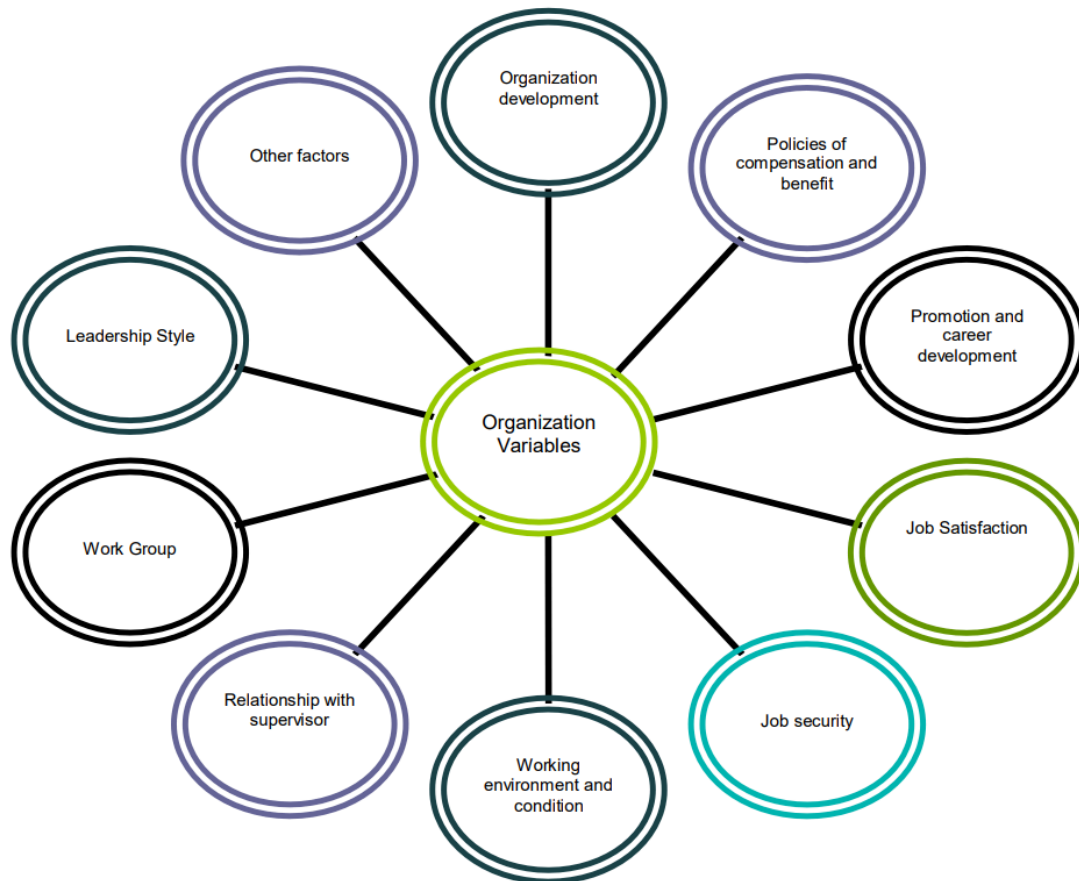 Organization
development
Policies of
compensation and
benefit
Other factors
Promotion and
career
development
Leadership Style
Organization
Variables
Job Satisfaction
Work Group
Relationship with
supervisor
Job security
Working
environment and
condition